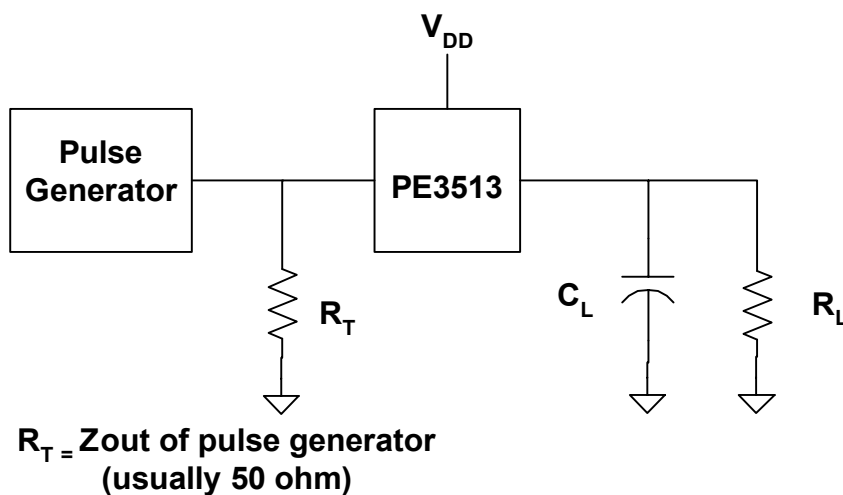 V_DD
Pulse
Generator
PE3513
R_T
C_L
R_L
R_T = Zout of pulse generator
(usually 50 ohm)